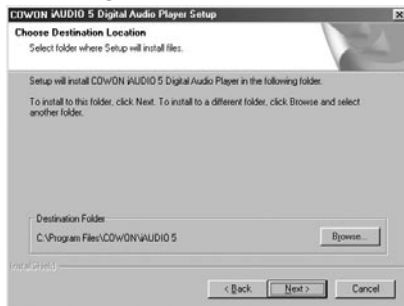 COWON iAUDIO 5 Digital Audio Player Setup
Choose Destination Location
Select folder where Setup will install files.
Setup will install COWON iAUDIO 5 Digital Audio Player in the following folder.
To install to this folder, click Next. To install to a different folder, click Browse and select
another folder.
Destination Folder
C:\Program Files\COWON\iAUDIO 5
Browse...
InstallShield
< Back
Next >
Cancel